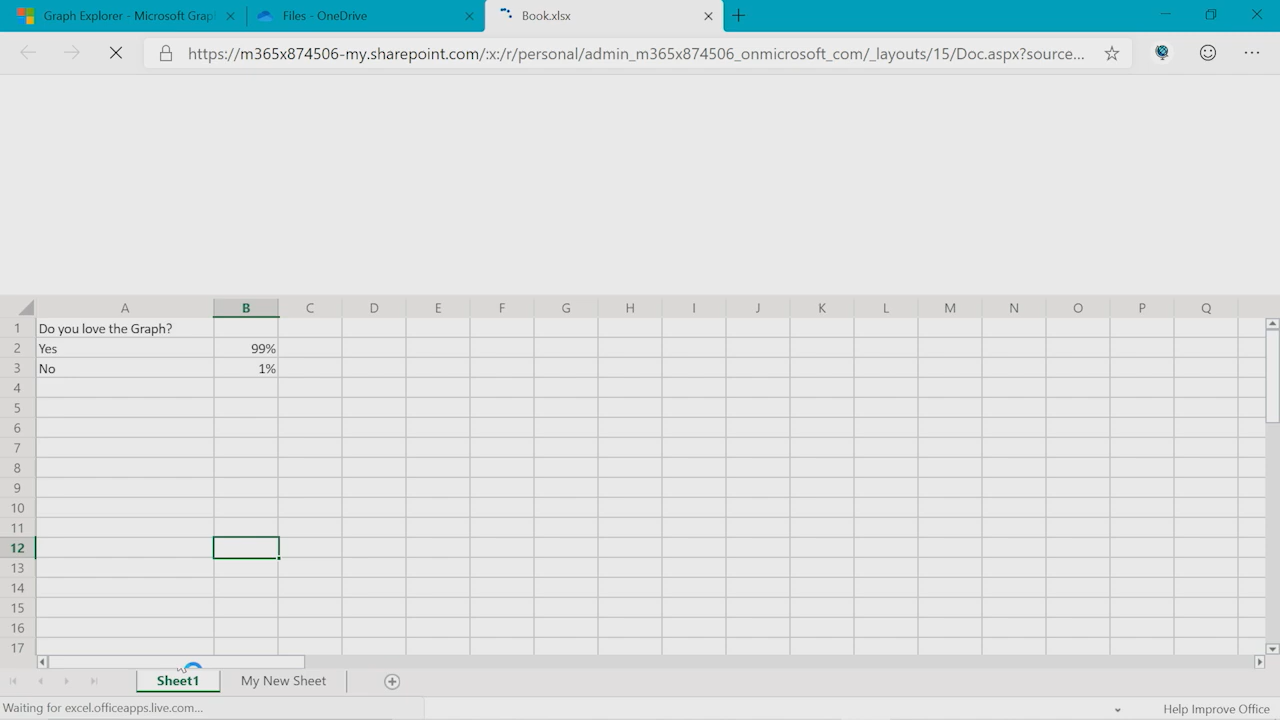 Graph Explorer - Microsoft Grap
Files - OneDrive
Book.xlsx
https://m365x874506-my.sharepoint.com/:x:/r/personal/admin_m365x874506_onmicrosoft_com/_layouts/15/Doc.aspx?source...
A B C D E F G H I J K L M N O P Q
1 Do you love the Graph?
2 Yes 99%
3 No 1%
4
5
6
7
8
9
10
11
12
13
14
15
16
17
Sheet1 My New Sheet
Waiting for excel.officeapps.live.com...
Help Improve Office